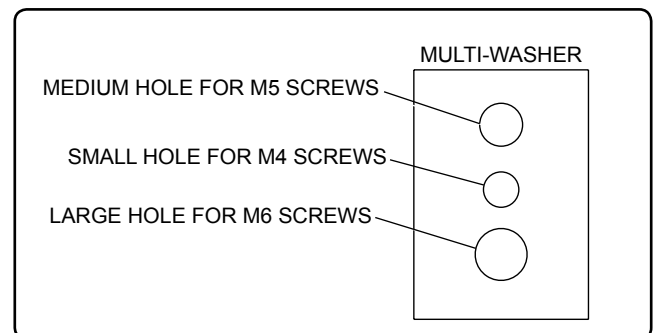 MULTI-WASHER
MEDIUM HOLE FOR M5 SCREWS
SMALL HOLE FOR M4 SCREWS
LARGE HOLE FOR M6 SCREWS